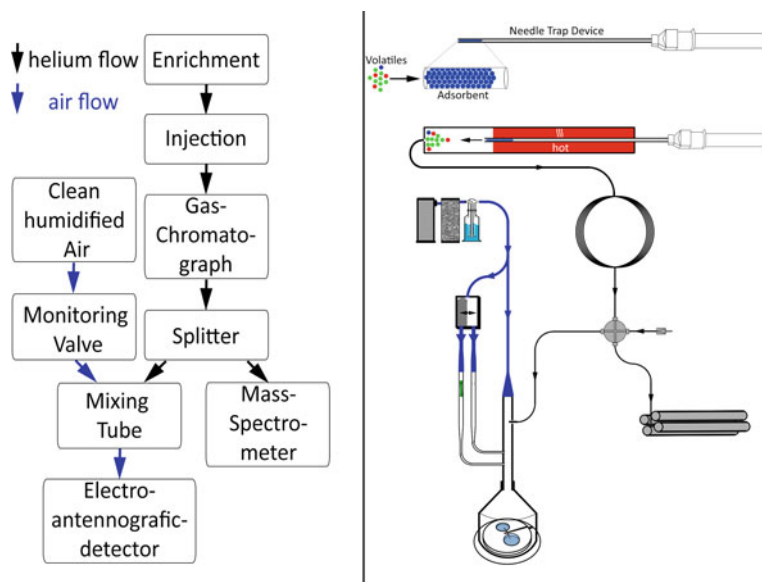 helium flow
air flow
Enrichment
Injection
Clean
humidified
Air
Gas-
Chromato-
graph
Monitoring
Valve
Splitter
Mixing
Tube
Mass-
Spectro-
meter
Electro-
antennografic-
detector
Needle Trap Device
Volatiles
Adsorbent
hot